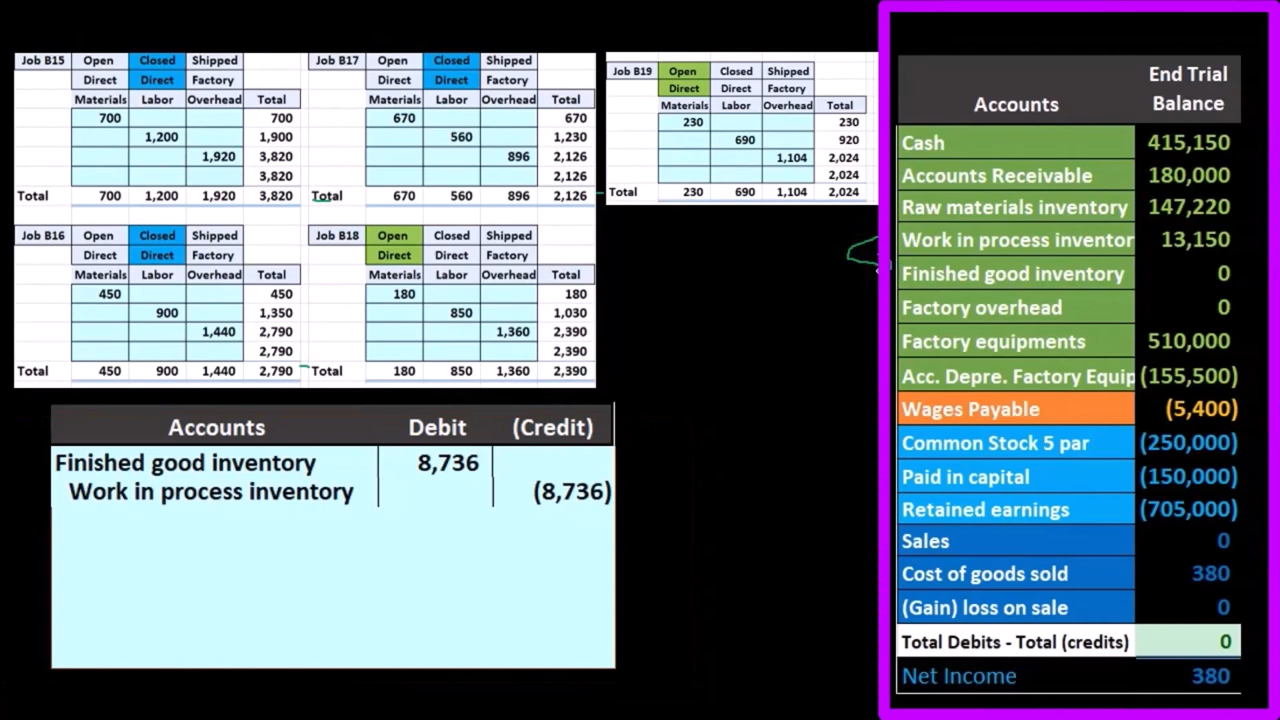 Job B15 Open Closed Shipped
Direct Direct Factory
Materials Labor Overhead Total
700 700
1,200 1,900
1,920 3,820
3,820
Total 700 1,200 1,920 3,820
Job B17 Open Closed Shipped
Direct Direct Factory
Materials Labor Overhead Total
670 670
560 1,230
896 2,126
2,126
Total 670 560 896 2,126
Job B19 Open Closed Shipped
Direct Direct Factory
Materials Labor Overhead Total
230 230
690 920
1,104 2,024
2,024
Total 230 690 1,104 2,024
Job B16 Open Closed Shipped
Direct Direct Factory
Materials Labor Overhead Total
450 450
900 1,350
1,440 2,790
2,790
Total 450 900 1,440 2,790
Job B18 Open Closed Shipped
Direct Direct Factory
Materials Labor Overhead Total
180 180
850 1,030
1,360 2,390
2,390
Total 180 850 1,360 2,390
Accounts Debit (Credit)
Finished good inventory 8,736
Work in process inventory (8,736)
End Trial
Accounts Balance
Cash 415,150
Accounts Receivable 180,000
Raw materials inventory 147,220
Work in process inventor 13,150
Finished good inventory 0
Factory overhead 0
Factory equipments 510,000
Acc. Depre. Factory Equip (155,500)
Wages Payable (5,400)
Common Stock 5 par (250,000)
Paid in capital (150,000)
Retained earnings (705,000)
Sales 0
Cost of goods sold 380
(Gain) loss on sale 0
Total Debits - Total (credits) 0
Net Income 380